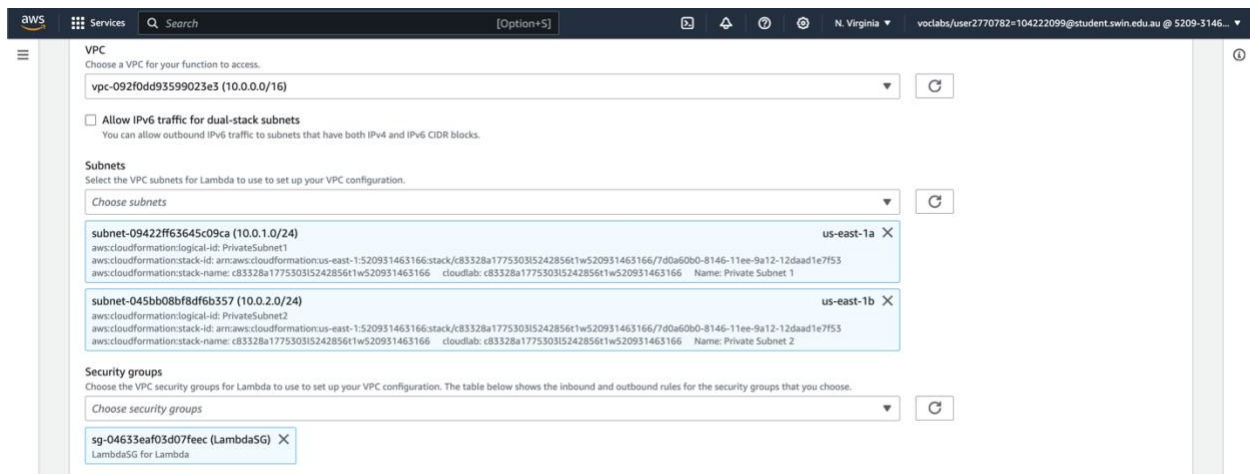 aws Services Search [Option+S] N. Virginia ▼ voclabs/user2770782=104222099@student.swin.edu.au @ 5209-3146... ▼
VPC
Choose a VPC for your function to access.
vpc-092f0dd93599023e3 (10.0.0.0/16)
Allow IPv6 traffic for dual-stack subnets
You can allow outbound IPv6 traffic to subnets that have both IPv4 and IPv6 CIDR blocks.
Subnets
Select the VPC subnets for Lambda to use to set up your VPC configuration.
Choose subnets
subnet-09422ff63645c09ca (10.0.1.0/24) us-east-1a
aws:cloudformation:logical-id: PrivateSubnet1
aws:cloudformation:stack-id: arn:aws:cloudformation:us-east-1:520931463166:stack/c83328a1775303l5242856t1w520931463166/7d0a60b0-8146-11ee-9a12-12daad1e7f53
aws:cloudformation:stack-name: c83328a1775303l5242856t1w520931463166 cloudlab: c83328a1775303l5242856t1w520931463166 Name: Private Subnet 1
subnet-045bb08bf8df6b357 (10.0.2.0/24) us-east-1b
aws:cloudformation:logical-id: PrivateSubnet2
aws:cloudformation:stack-id: arn:aws:cloudformation:us-east-1:520931463166:stack/c83328a1775303l5242856t1w520931463166/7d0a60b0-8146-11ee-9a12-12daad1e7f53
aws:cloudformation:stack-name: c83328a1775303l5242856t1w520931463166 cloudlab: c83328a1775303l5242856t1w520931463166 Name: Private Subnet 2
Security groups
Choose the VPC security groups for Lambda to use to set up your VPC configuration. The table below shows the inbound and outbound rules for the security groups that you choose.
Choose security groups
sg-04633eaf03d07feec (LambdaSG)
LambdaSG for Lambda